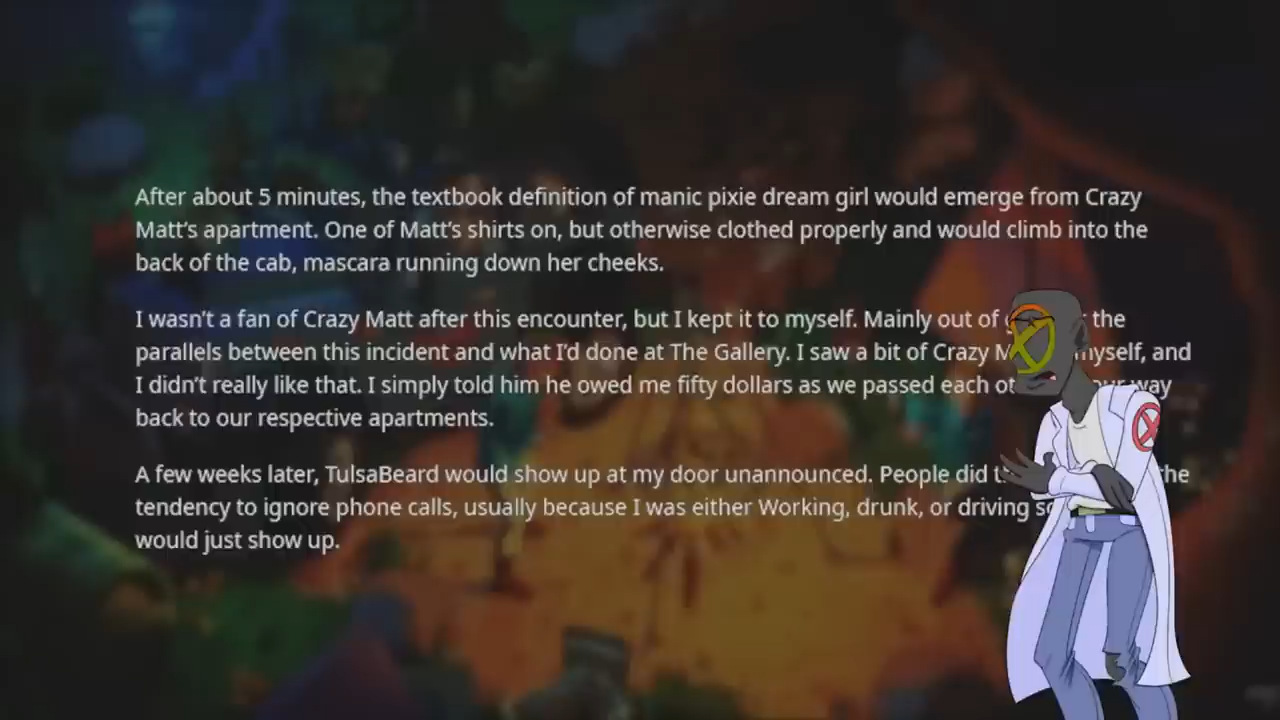 After about 5 minutes, the textbook definition of manic pixie dream girl would emerge from Crazy
Matt's apartment. One of Matt's shirts on, but otherwise clothed properly and would climb into the
back of the cab, mascara running down her cheeks.
I wasn't a fan of Crazy Matt after this encounter, but I kept it to myself. Mainly out of the
parallels between this incident and what I'd done at The Gallery. I saw a bit of Crazy myself, and
I didn't really like that. I simply told him he owed me fifty dollars as we passed each way
back to our respective apartments.
A few weeks later, TulsaBeard would show up at my door unannounced. People did the
tendency to ignore phone calls, usually because I was either Working, drunk, or driving
would just show up.